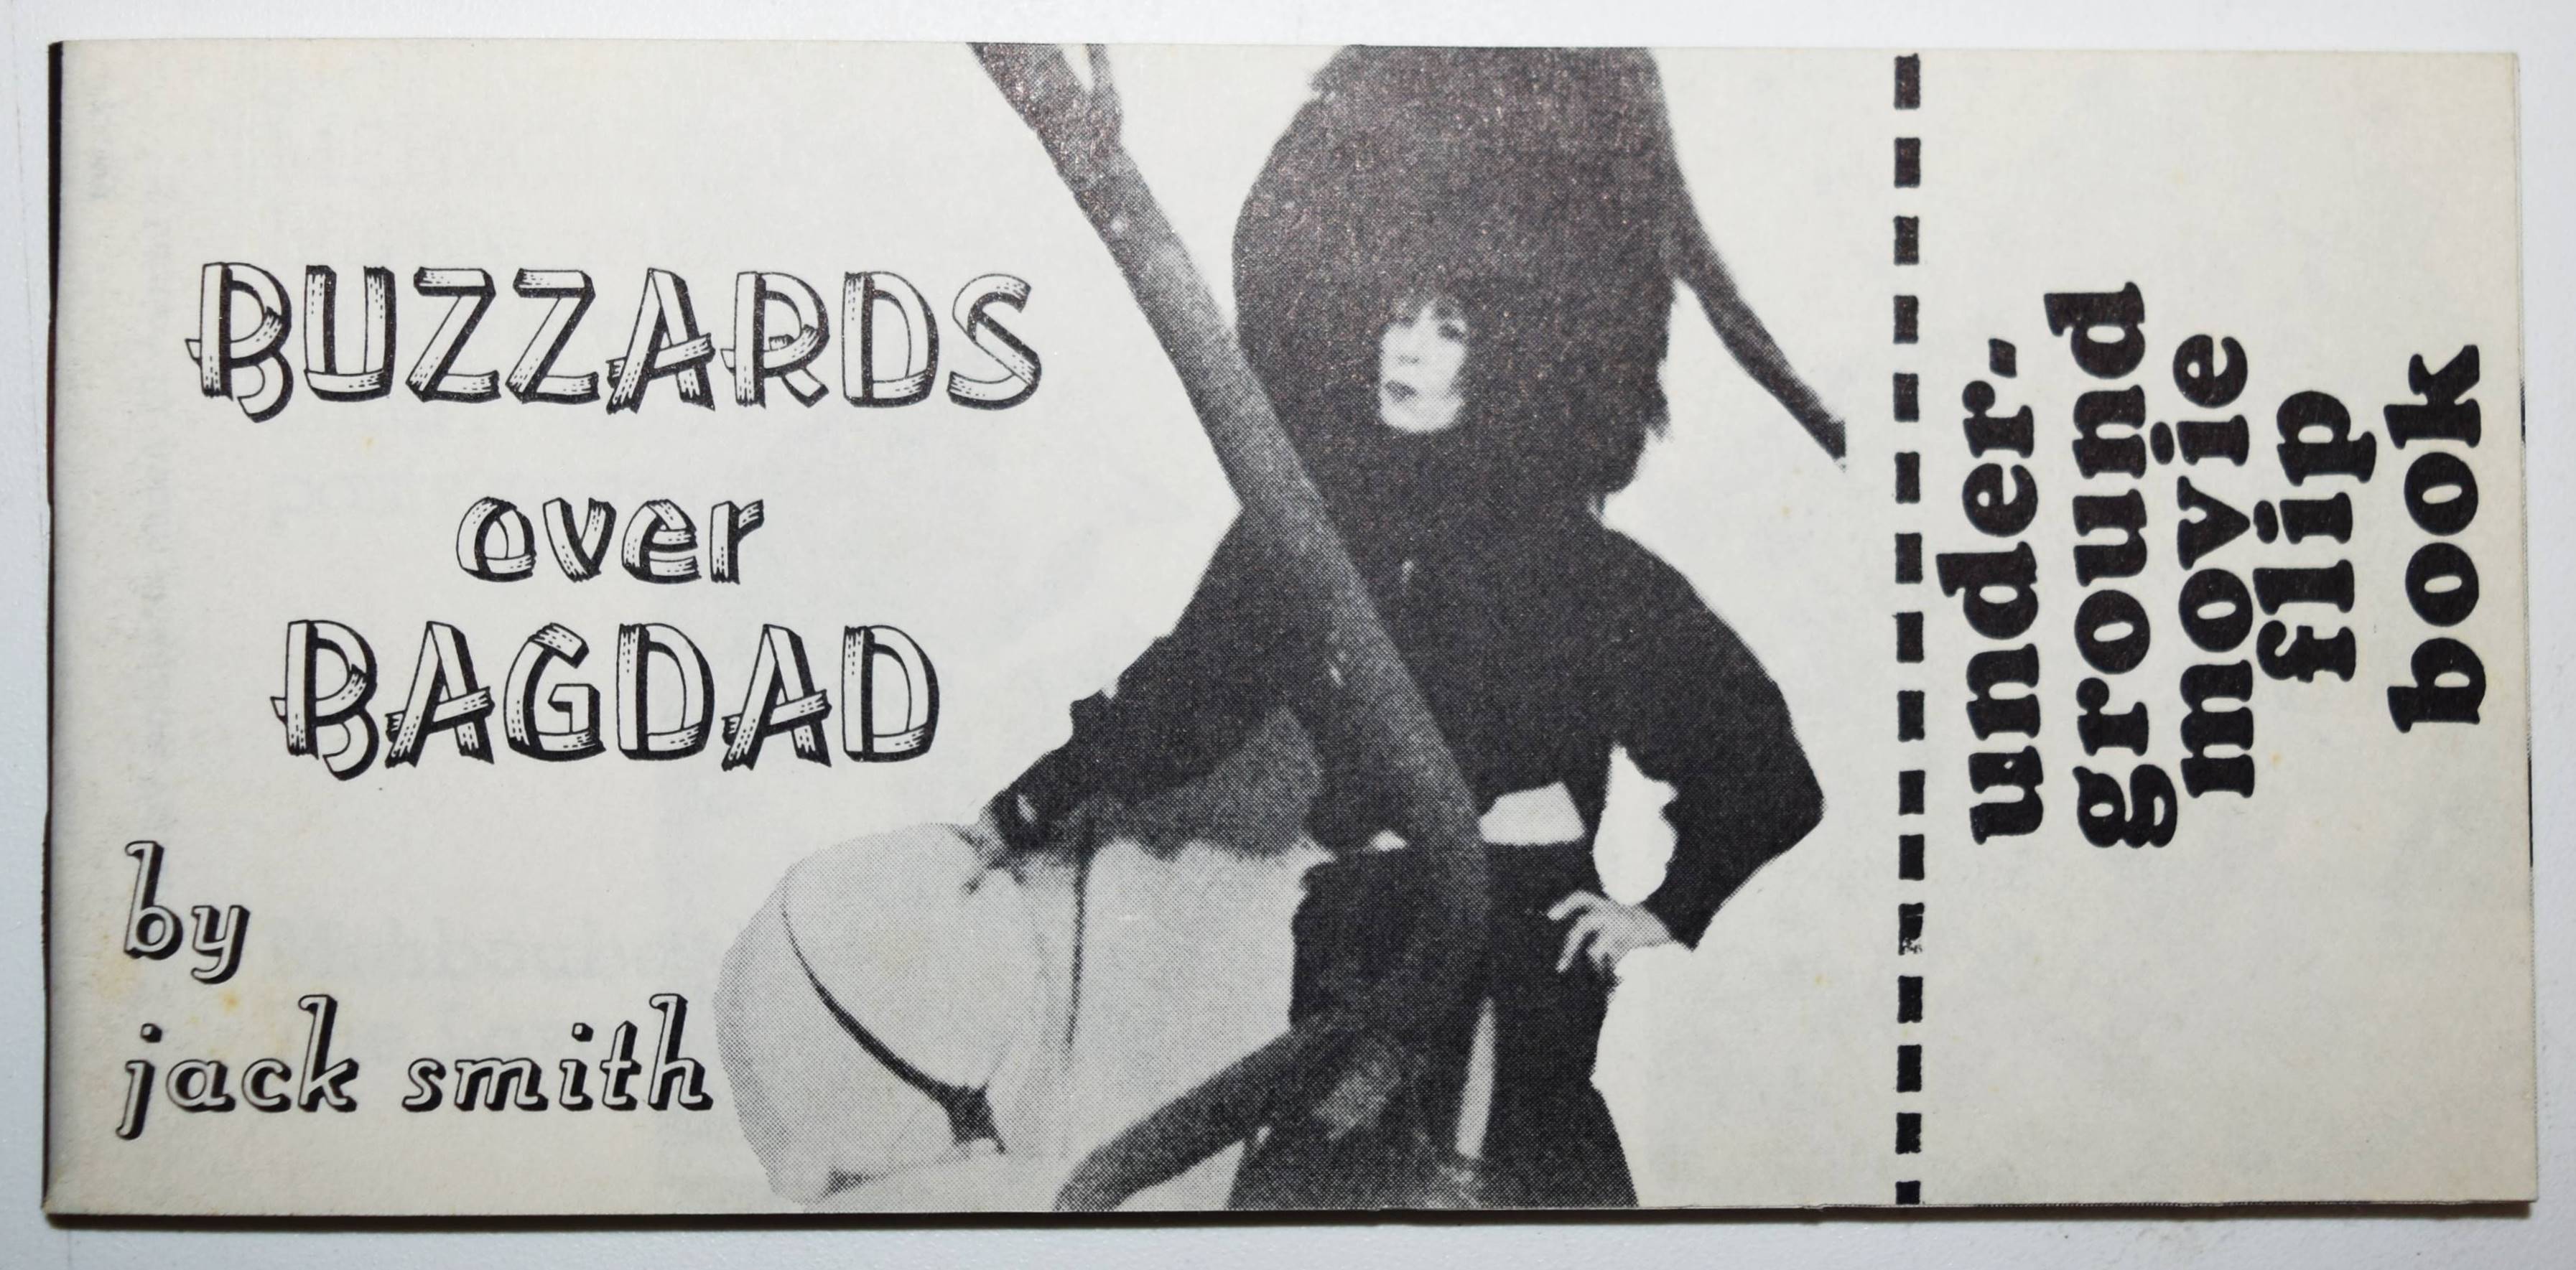 BUZZARDS
over
BAGDAD
by
jack smith
under-
ground
movie
flip
book